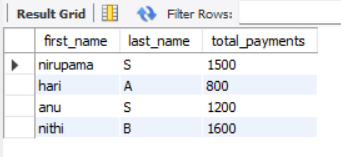 Result Grid Filter Rows:
first_name last_name total_payments
nirupama S 1500
hari A 800
anu S 1200
nithi B 1600